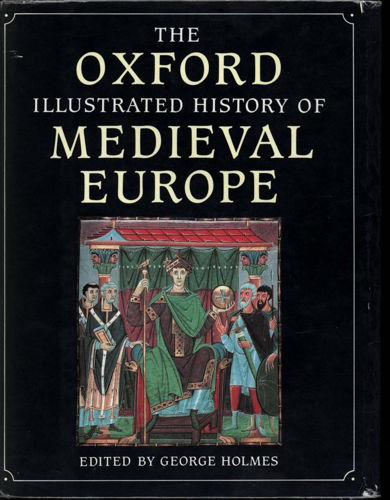 THE
OXFORD
ILLUSTRATED HISTORY OF
MEDIEVAL
EUROPE
EDITED BY GEORGE HOLMES